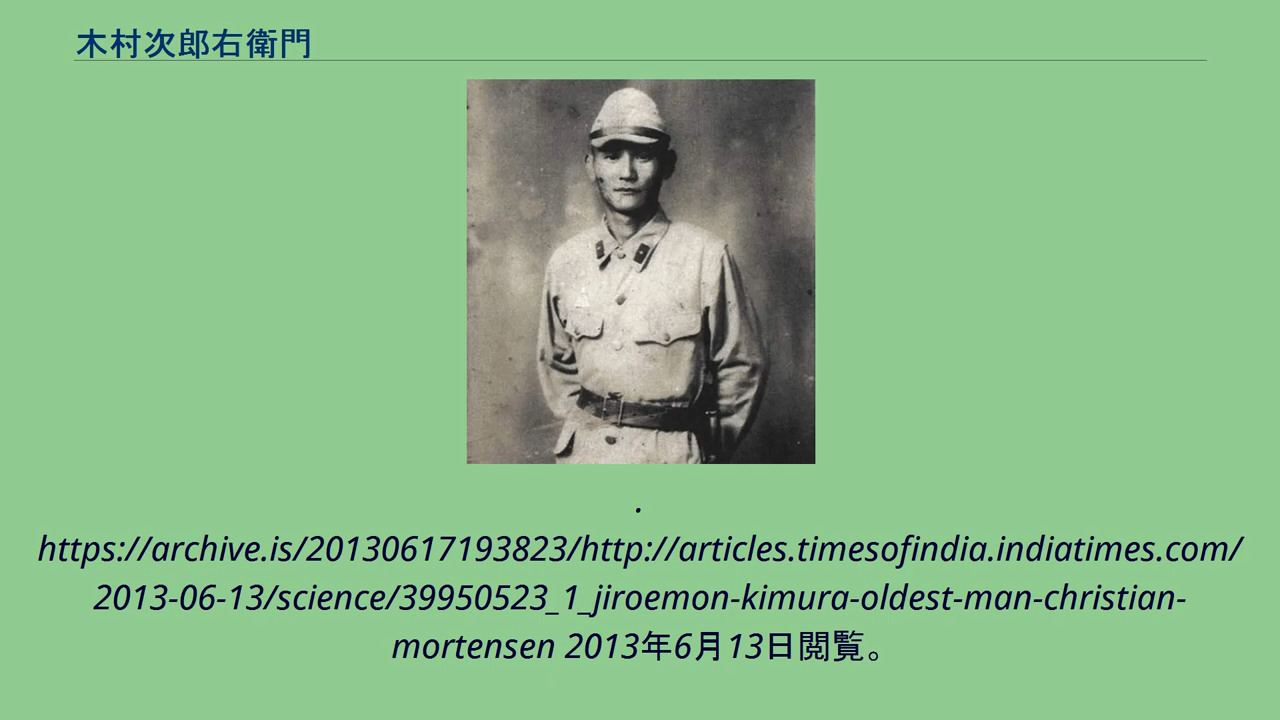 木村次郎右衛門
.
https://archive.is/20130617193823/http://articles.timesofindia.indiatimes.com/
2013-06-13/science/39950523_1_jiroemon-kimura-oldest-man-christian-
mortensen 2013年6月13日閲覧。